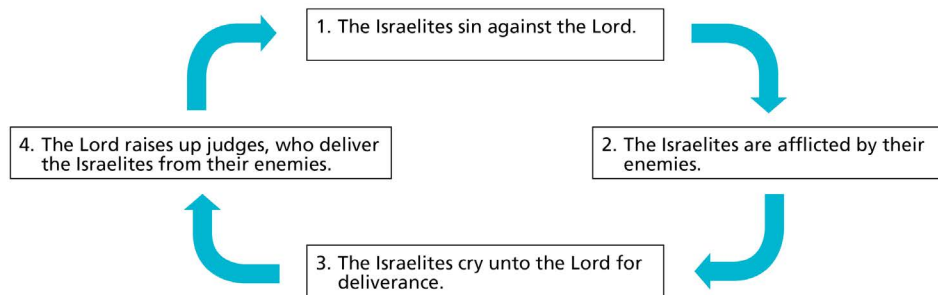 1. The Israelites sin against the Lord.
2. The Israelites are afflicted by their
enemies.
3. The Israelites cry unto the Lord for
deliverance.
4. The Lord raises up judges, who deliver
the Israelites from their enemies.